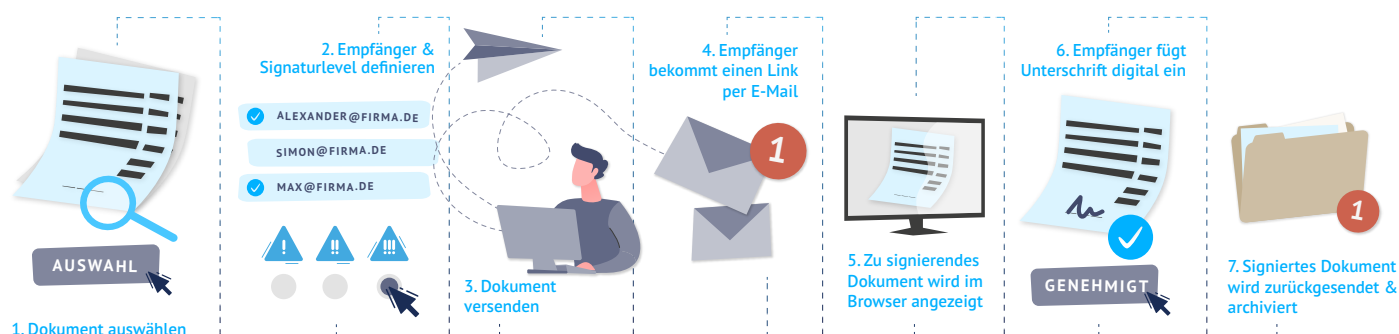 AUSWAHL
1. Dokument auswählen
2. Empfänger &
Signaturlevel definieren
ALEXANDER@FIRMA.DE
SIMON@FIRMA.DE
MAX@FIRMA.DE
!
!!
!!!
3. Dokument
versenden
4. Empfänger
bekommt einen Link
per E-Mail
1
5. Zu signierendes
Dokument wird im
Browser angezeigt
6. Empfänger fügt
Unterschrift digital ein
GENEHMIGT
1
7. Signiertes Dokument
wird zurückgesendet &
archiviert